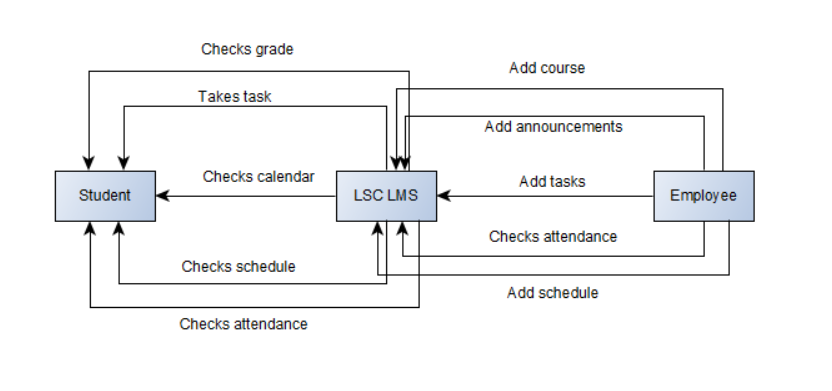 Checks grade
Add course
Takes task
Add announcements
Checks calendar
Add tasks
Student
LSC LMS
Employee
Checks attendance
Checks schedule
Add schedule
Checks attendance